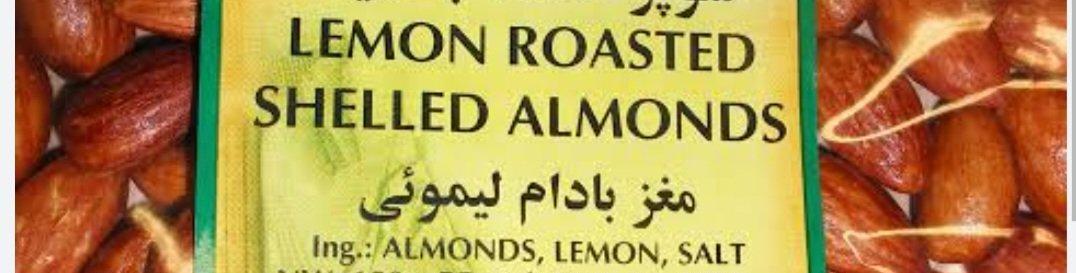 LEMON ROASTED
SHELLED ALMONDS
مغز بادام لیموئی
Ing.: ALMONDS, LEMON, SALT